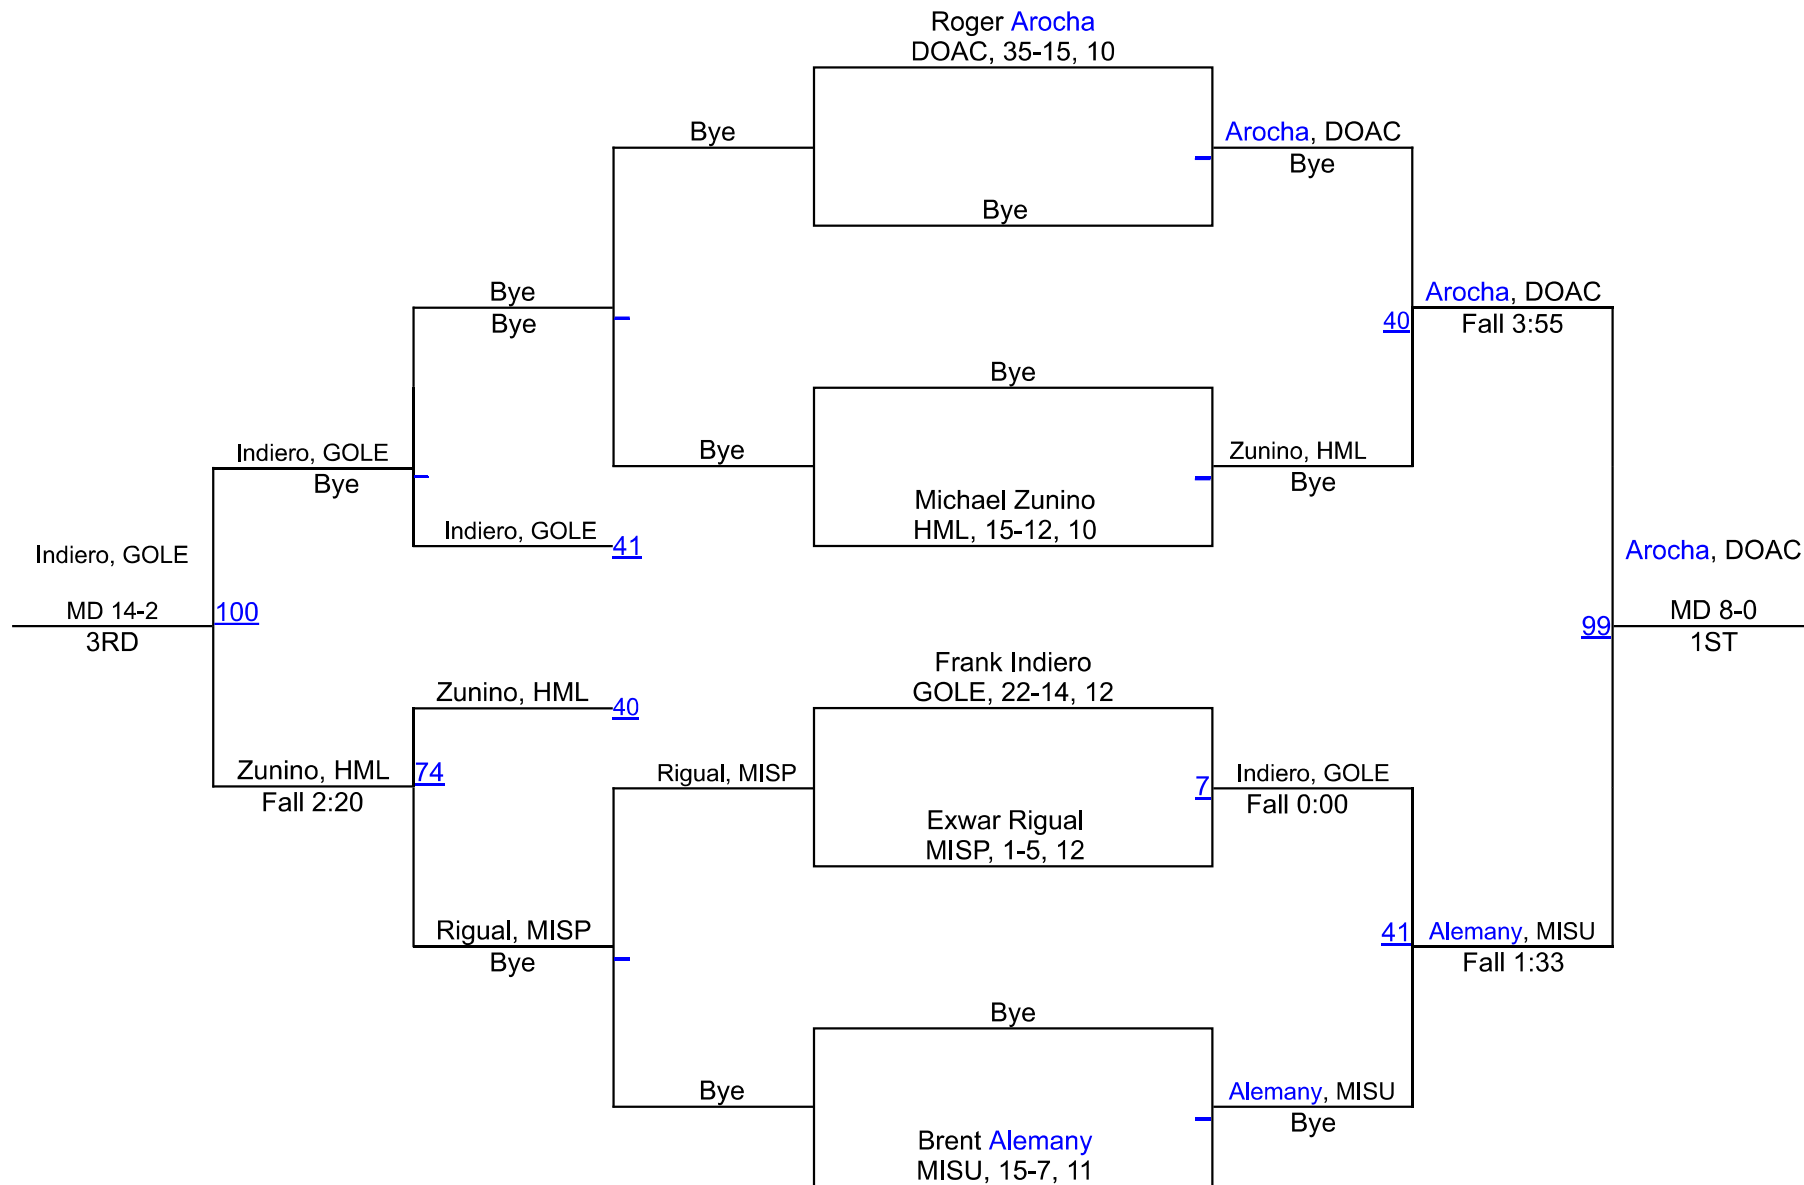 Roger Arocha
DOAC, 35-15, 10
Bye
Arocha, DOAC
Bye
Bye
Bye
Bye
Arocha, DOAC
40
Fall 3:55
Bye
Indiero, GOLE
Bye
Bye
Zunino, HML
Bye
Michael Zunino
HML, 15-12, 10
Indiero, GOLE
41
Indiero, GOLE
MD 14-2
3RD
100
Arocha, DOAC
99
MD 8-0
1ST
Frank Indiero
GOLE, 22-14, 12
Zunino, HML
40
Zunino, HML
Fall 2:20
74
Rigual, MISP
7
Indiero, GOLE
Fall 0:00
Exwar Rigual
MISP, 1-5, 12
Rigual, MISP
Bye
41
Alemany, MISU
Fall 1:33
Bye
Bye
Alemany, MISU
Bye
Brent Alemany
MISU, 15-7, 11